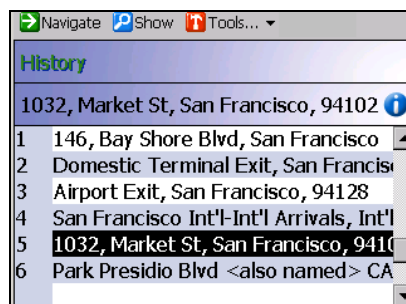 Navigate Show Tools...
History
1032, Market St, San Francisco, 94102
1 146, Bay Shore Blvd, San Francisco
2 Domestic Terminal Exit, San Francis
3 Airport Exit, San Francisco, 94128
4 San Francisco Int'l-Int'l Arrivals, Int'l
5 1032, Market St, San Francisco, 9410
6 Park Presidio Blvd <also named> CA